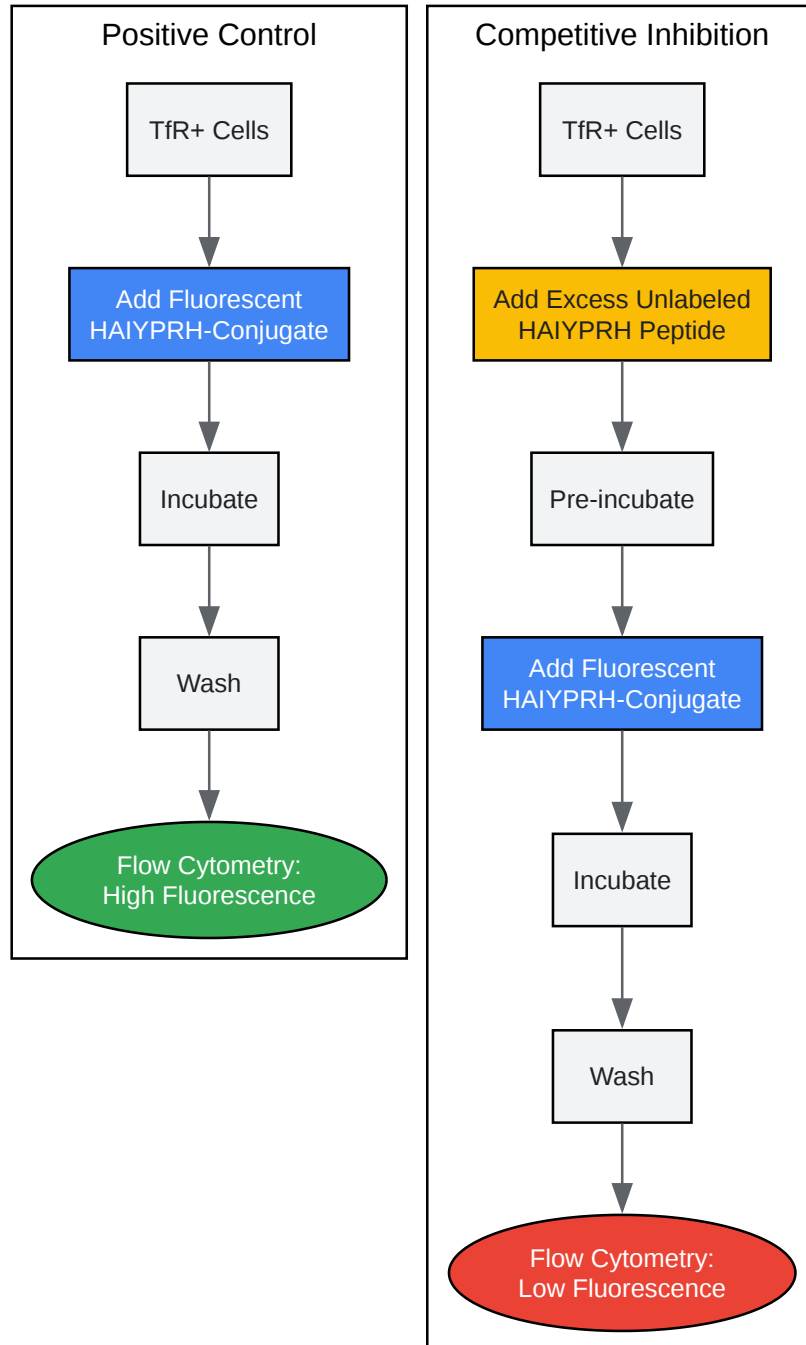 Positive Control
TfR+ Cells
Add Fluorescent
HAIYPRH-Conjugate
Incubate
Wash
Flow Cytometry:
High Fluorescence
Competitive Inhibition
TfR+ Cells
Add Excess Unlabeled
HAIYPRH Peptide
Pre-incubate
Add Fluorescent
HAIYPRH-Conjugate
Incubate
Wash
Flow Cytometry:
Low Fluorescence